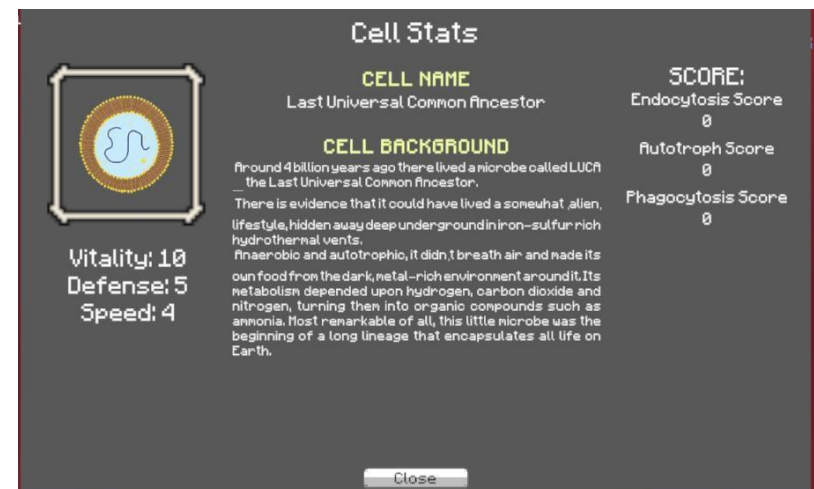 Cell Stats
CELL NAME
Last Universal Common Ancestor
CELL BACKGROUND
Around 4 billion years ago there lived a microbe called LUCA
_ the Last Universal Common Ancestor.
There is evidence that it could have lived a somewhat ,alien,
lifestyle, hidden away deep underground in iron-sulfur rich
hydrothermal vents.
Anaerobic and autotrophic, it didn,t breath air and made its
own food from the dark, metal-rich environment around it. Its
metabolism depended upon hydrogen, carbon dioxide and
nitrogen, turning them into organic compounds such as
ammonia. Most remarkable of all, this little microbe was the
beginning of a long lineage that encapsulates all life on
Earth.
Vitality: 10
Defense: 5
Speed: 4
SCORE:
Endocytosis Score
0
Autotroph Score
0
Phagocytosis Score
0
Close